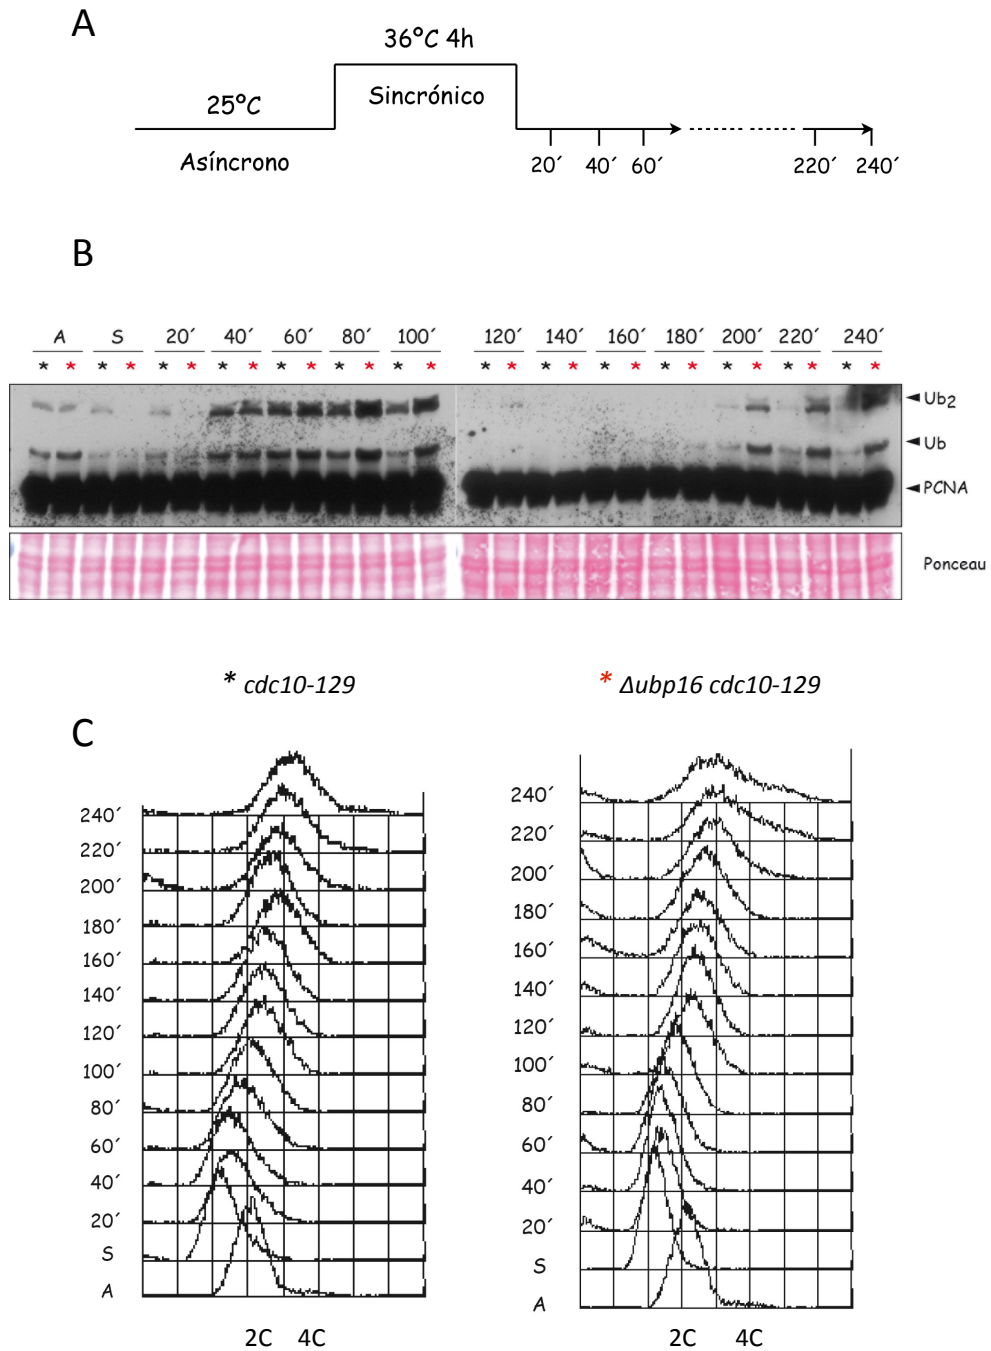 A
36ºC 4h
25ºC
Sincrónico
Asíncrono
20´ 40´ 60´ 220´ 240´
B
A S 20´ 40´ 60´ 80´ 100´ 120´ 140´ 160´ 180´ 200´ 220´ 240´
* * * * * * * * * * * * * * * * * * * * * * * * * * * *
Ub2
Ub
PCNA
Ponceau
* cdc10-129 * Δubp16 cdc10-129
C
240´
220´
200´
180´
160´
140´
120´
100´
80´
60´
40´
20´
S
A
2C 4C
240´
220´
200´
180´
160´
140´
120´
100´
80´
60´
40´
20´
S
A
2C 4C